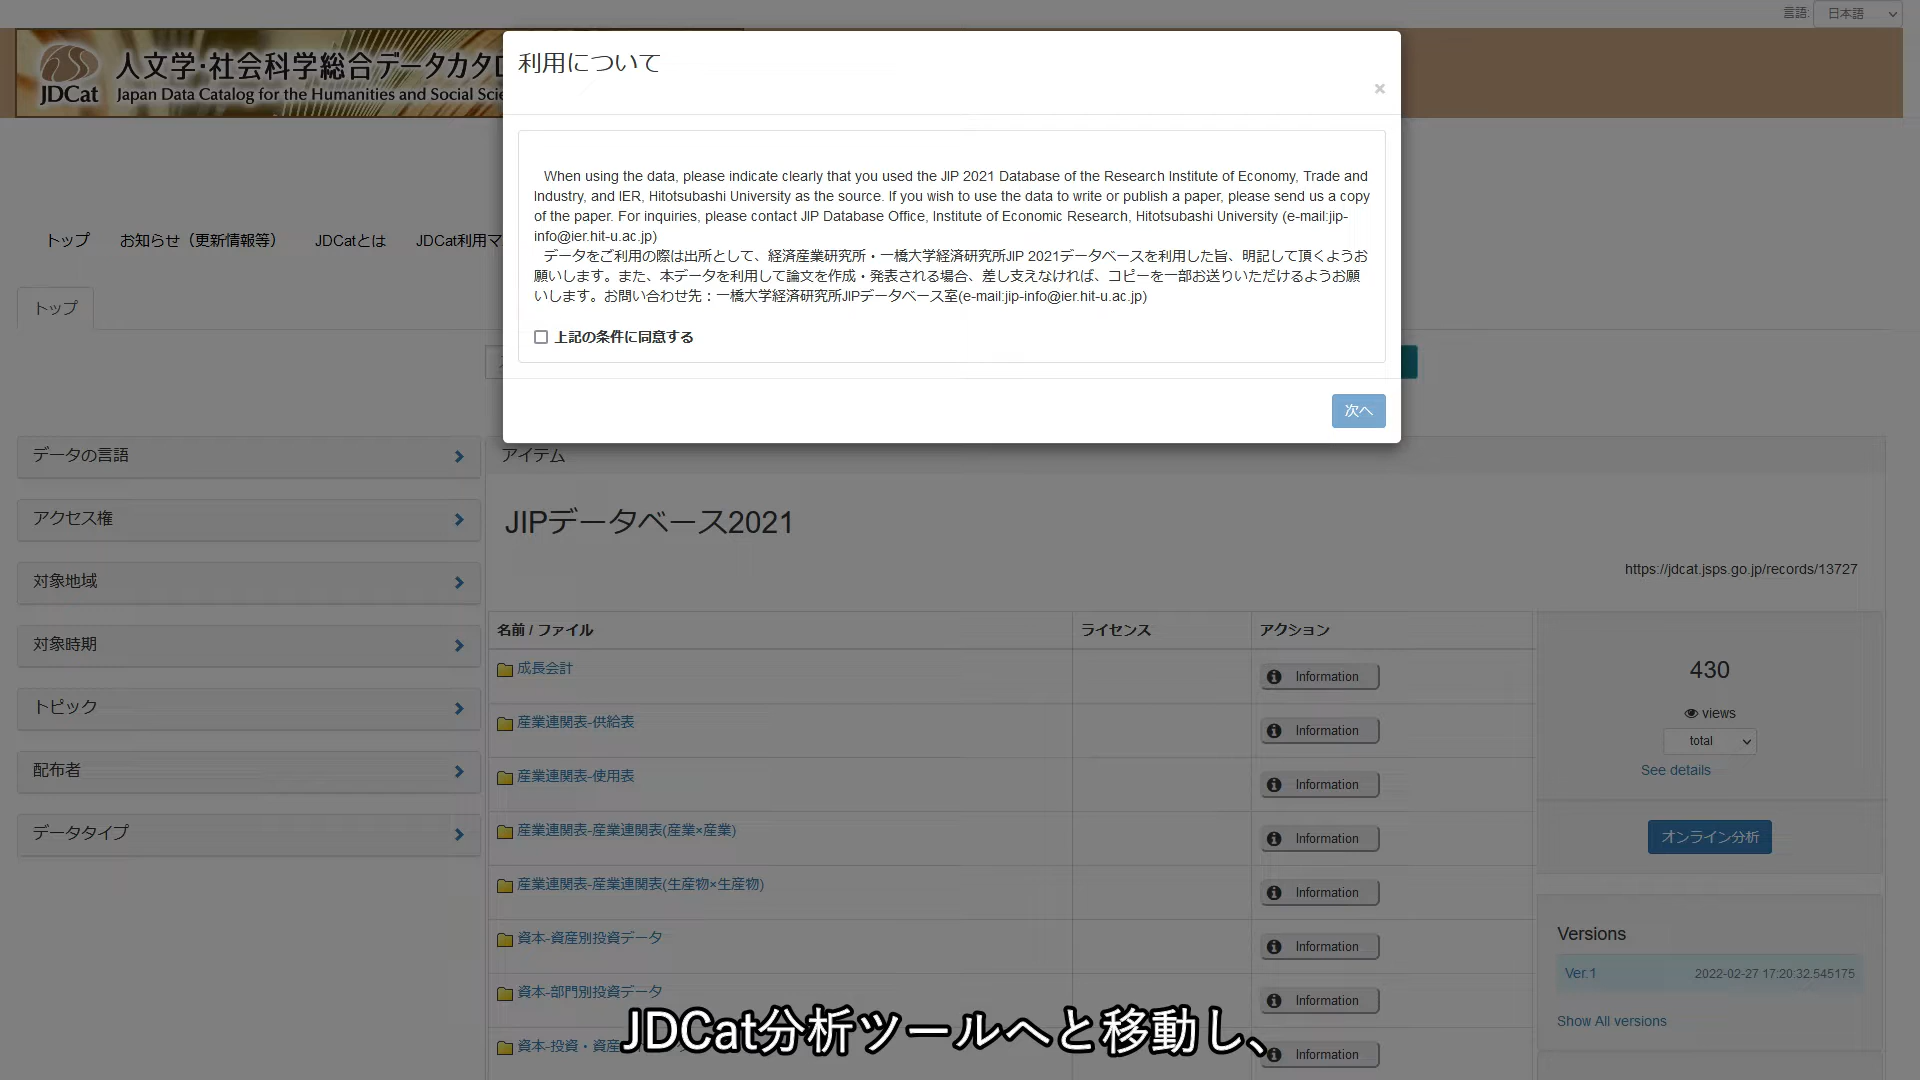 言語: 日本語
人文学・社会科学総合データカタロ
JDCat Japan Data Catalog for the Humanities and Social Scie
利用について
×
When using the data, please indicate clearly that you used the JIP 2021 Database of the Research Institute of Economy, Trade and
Industry, and IER, Hitotsubashi University as the source. If you wish to use the data to write or publish a paper, please send us a copy
of the paper. For inquiries, please contact JIP Database Office, Institute of Economic Research, Hitotsubashi University (e-mail:jip-
info@ier.hit-u.ac.jp)
データをご利用の際は出所として、経済産業研究所・一橋大学経済研究所JIP 2021データベースを利用した旨、明記して頂くようお
願いします。また、本データを利用して論文を作成・発表される場合、差し支えなければ、コピーを一部お送りいただけるようお願
いします。お問い合わせ先：一橋大学経済研究所JIPデータベース室(e-mail:jip-info@ier.hit-u.ac.jp)
上記の条件に同意する
次へ
トップ お知らせ（更新情報等） JDCatとは JDCat利用マ
トップ
データの言語
アクセス権
対象地域
対象時期
トピック
配布者
データタイプ
アイテム
JIPデータベース2021
https://jdcat.jsps.go.jp/records/13727
名前 / ファイル ライセンス アクション
成長会計 Information
産業連関表-供給表 Information
産業連関表-使用表 Information
産業連関表-産業連関表(産業×産業) Information
産業連関表-産業連関表(生産物×生産物) Information
資本-資産別投資データ Information
資本-部門別投資データ Information
資本-投資・資産 Information
430
views
total
See details
オンライン分析
Versions
Ver.1 2022-02-27 17:20:32.545175
Show All versions
JDCat分析ツールへと移動し、